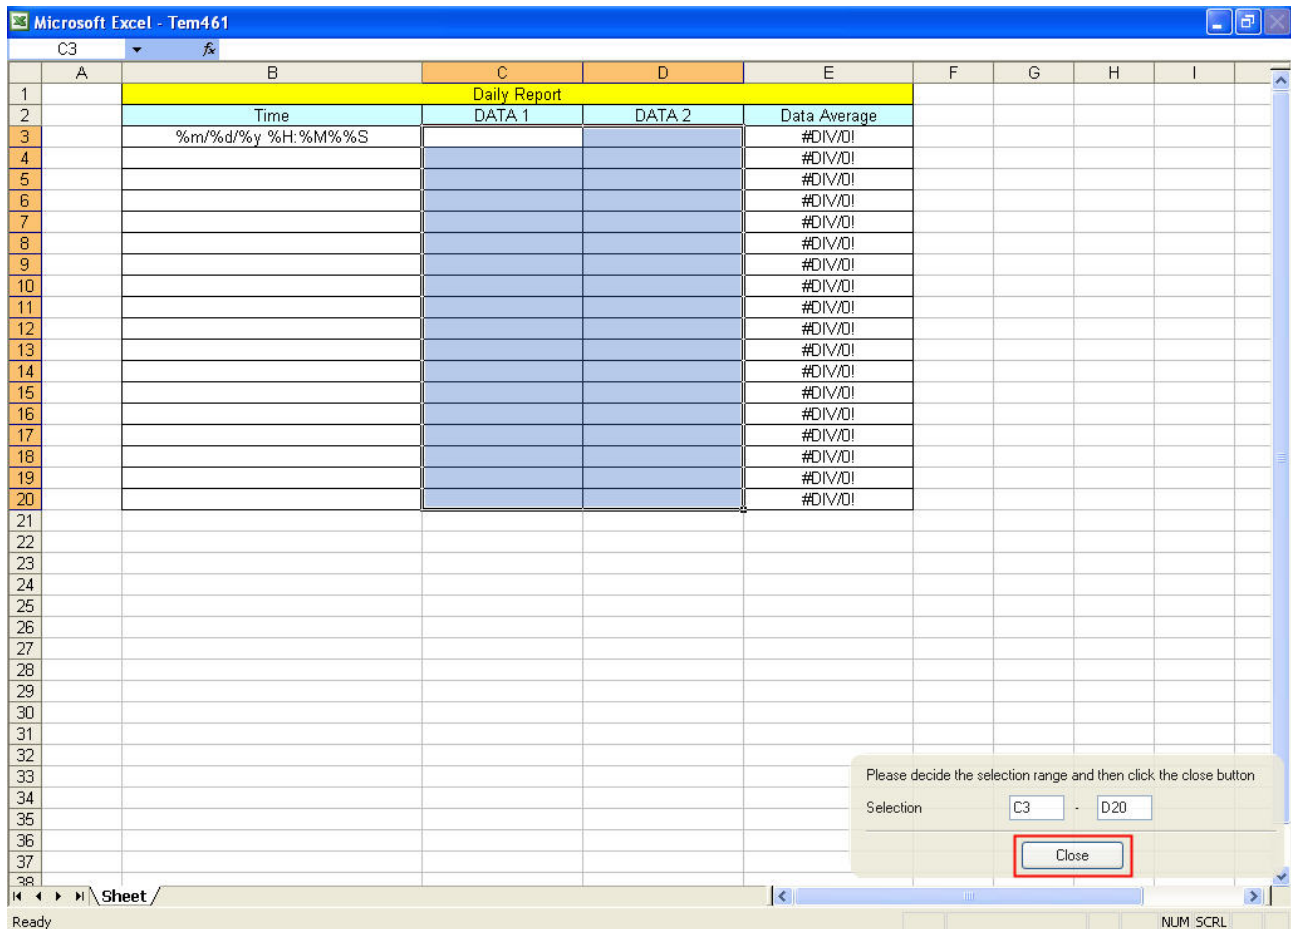 Microsoft Excel - Tem461
C3 fx
A B C D E F G H I
1 Daily Report
2 Time DATA 1 DATA 2 Data Average
3 %m/%d/%y %H:%M%%S #DIV/0!
4 #DIV/0!
5 #DIV/0!
6 #DIV/0!
7 #DIV/0!
8 #DIV/0!
9 #DIV/0!
10 #DIV/0!
11 #DIV/0!
12 #DIV/0!
13 #DIV/0!
14 #DIV/0!
15 #DIV/0!
16 #DIV/0!
17 #DIV/0!
18 #DIV/0!
19 #DIV/0!
20 #DIV/0!
21
22
23
24
25
26
27
28
29
30
31
32
33 Please decide the selection range and then click the close button
34
Selection C3 - D20
35
36
37 Close
38
Sheet
Ready NUM SCRL